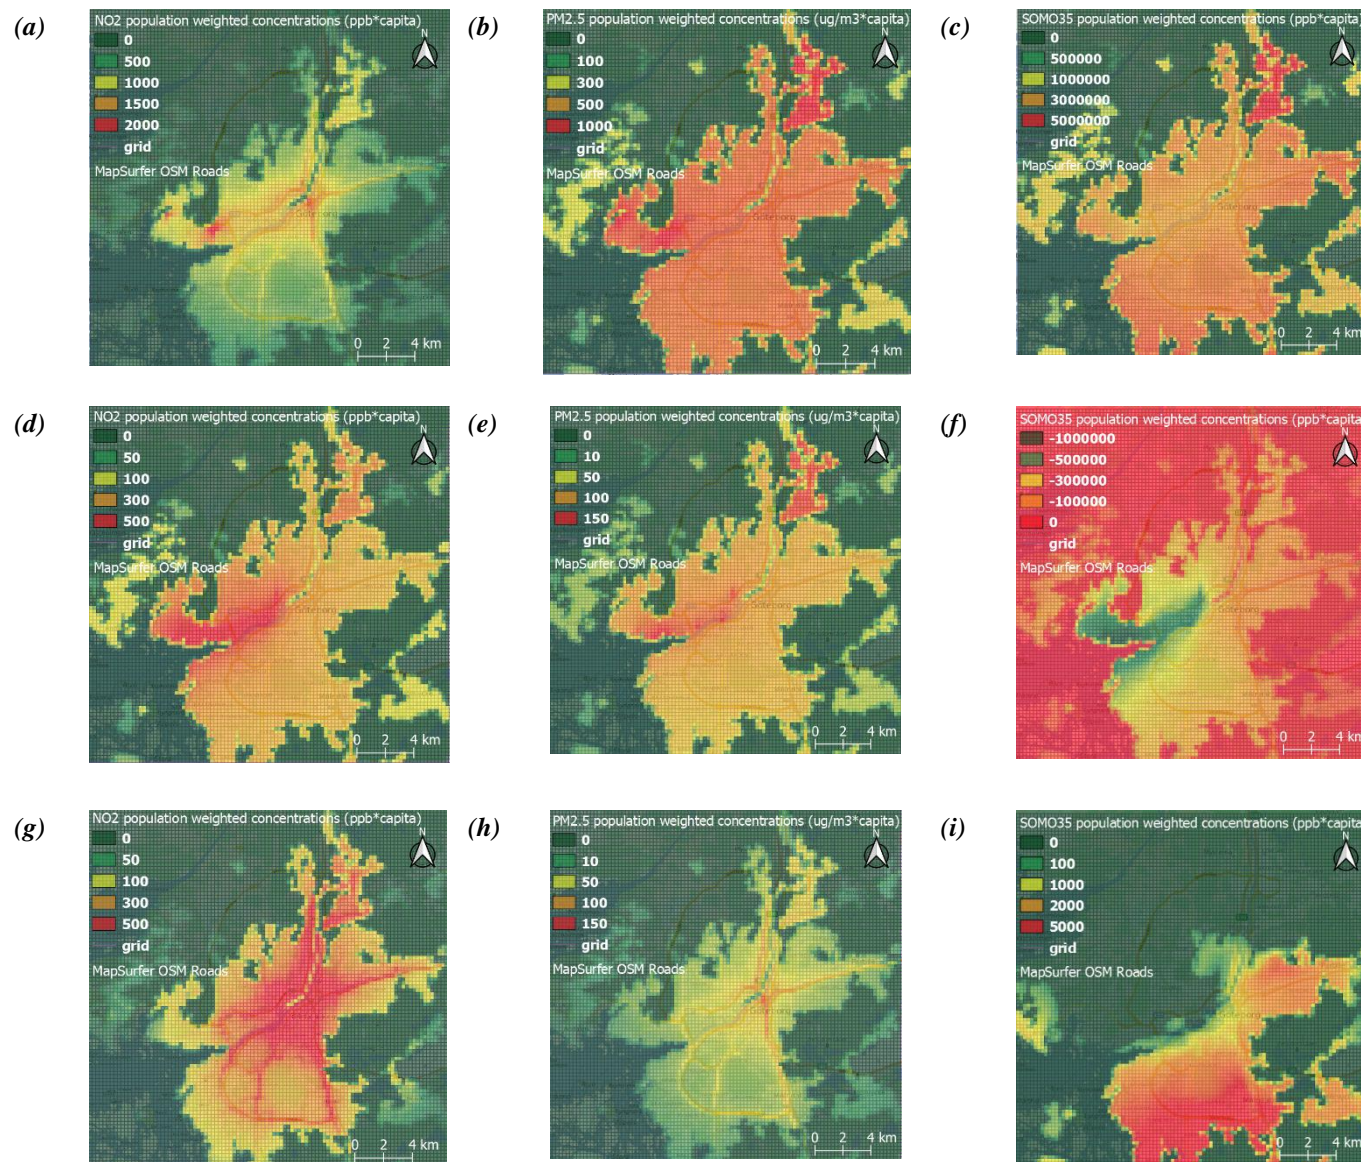 (a)
NO2 population weighted concentrations (ppb*capita)
0
500
1000
1500
2000
grid
MapSurfer OSM Roads
N
Göteborg
0 2 4 km
(b)
PM2.5 population weighted concentrations (ug/m3*capita)
0
100
300
500
1000
grid
MapSurfer OSM Roads
N
Göteborg
0 2 4 km
(c)
SOMO35 population weighted concentrations (ppb*capita)
0
500000
1000000
3000000
5000000
grid
MapSurfer OSM Roads
N
Göteborg
0 2 4 km
(d)
NO2 population weighted concentrations (ppb*capita)
0
50
100
300
500
grid
MapSurfer OSM Roads
N
Göteborg
0 2 4 km
(e)
PM2.5 population weighted concentrations (ug/m3*capita)
0
10
50
100
150
grid
MapSurfer OSM Roads
N
Göteborg
0 2 4 km
(f)
SOMO35 population weighted concentrations (ppb*capita
-1000000
-500000
-300000
-100000
0
grid
MapSurfer OSM Roads
N
Göteborg
0 2 4 km
(g)
NO2 population weighted concentrations (ppb*capita)
0
50
100
300
500
grid
MapSurfer OSM Roads
N
Göteborg
0 2 4 km
(h)
PM2.5 population weighted concentrations (ug/m3*capita)
0
10
50
100
150
grid
MapSurfer OSM Roads
N
Göteborg
0 2 4 km
(i)
SOMO35 population weighted concentrations (ppb*capita
0
100
1000
2000
5000
grid
MapSurfer OSM Roads
N
Göteborg
0 2 4 km